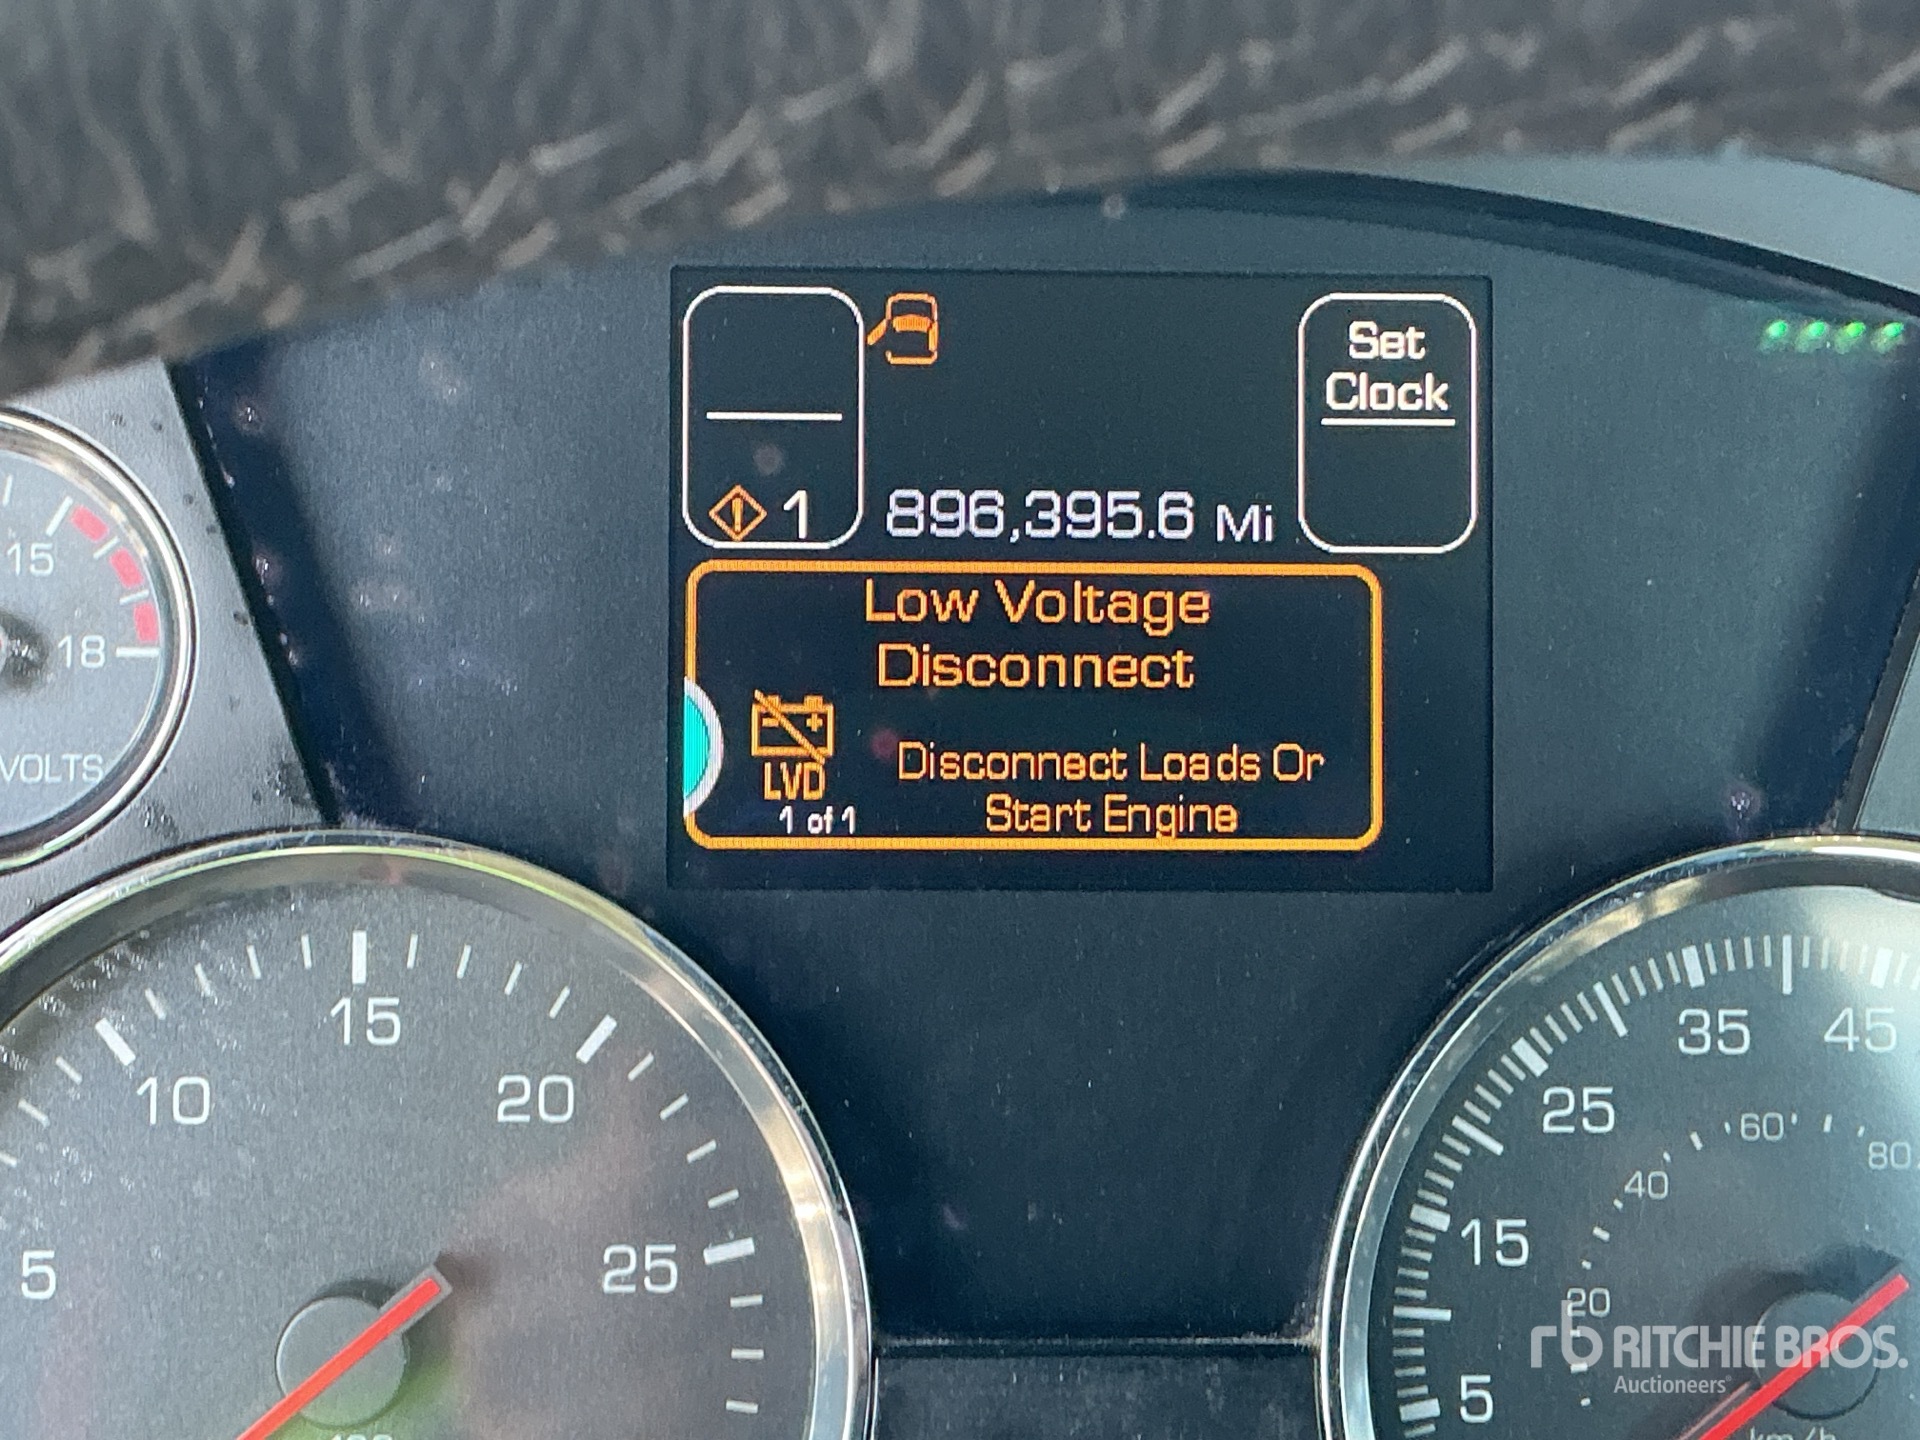 Set
Clock
1
896,395.6 Mi
Low Voltage
Disconnect
LVD
1 of 1
Disconnect Loads Or
Start Engine
15
18
VOLTS
5
10
15
20
25
5
15
25
35
45
20
40
60
80
km/h
rb RITCHIE BROS.
Auctioneers